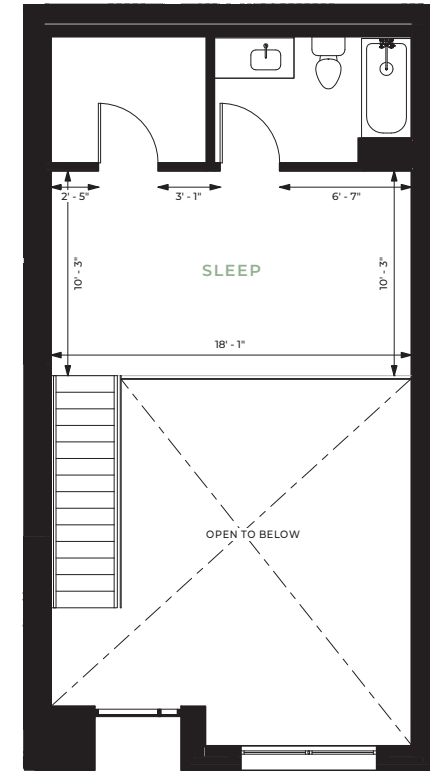 2' - 5" 3' - 1" 6' - 7"
10' - 3" SLEEP 10' - 3"
18' - 1"
OPEN TO BELOW